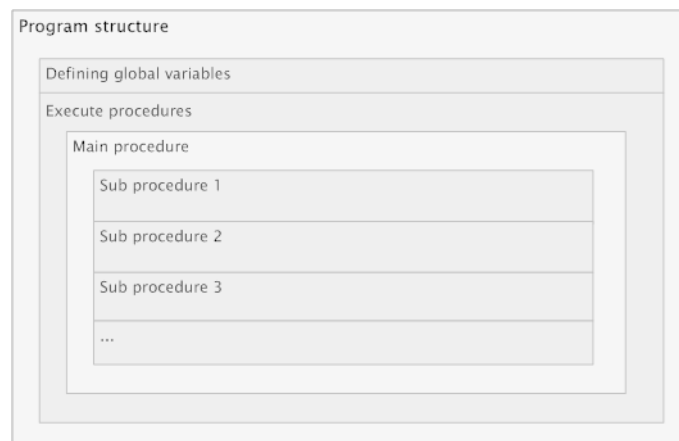 Program structure
Defining global variables
Execute procedures
Main procedure
Sub procedure 1
Sub procedure 2
Sub procedure 3
...